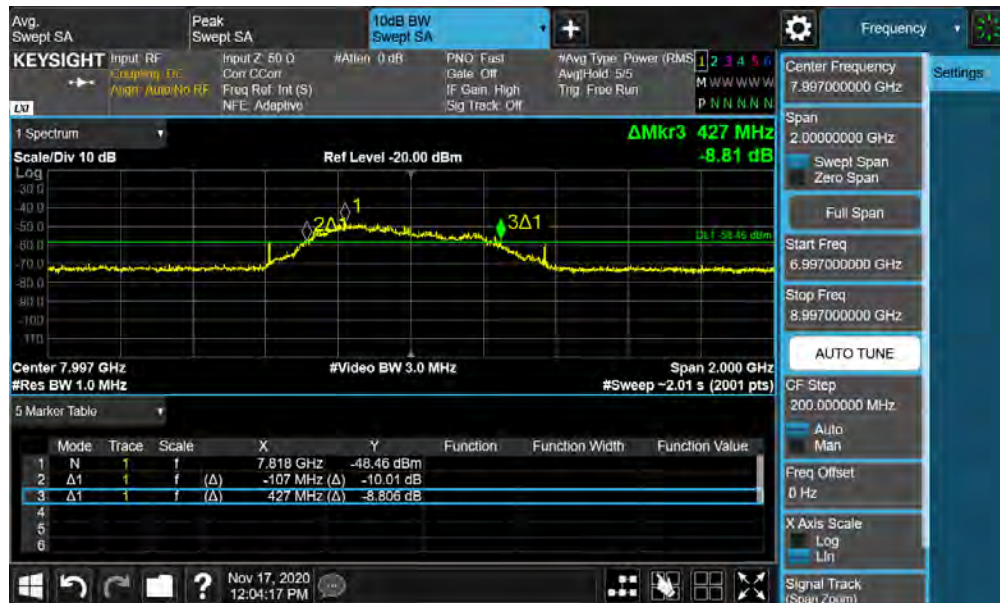 Avg.
Swept SA
Peak
Swept SA
10dB BW
Swept SA
Frequency
KEYSIGHT
LXI
Input: RF
Coupling: DC
Align: Auto/No RF
Input Z: 50 Ω
Corr CCorr
Freq Ref: Int (S)
NFE: Adaptive
#Atten: 0 dB
PNO: Fast
Gate: Off
IF Gain: High
Sig Track: Off
#Avg Type: Power (RMS
Avg|Hold: 5/5
Trig: Free Run
1 2 3 4 5 6
M W W W W W
P N N N N N
1 Spectrum
ΔMkr3 427 MHz
-8.81 dB
Scale/Div 10 dB
Ref Level -20.00 dBm
Log
-30.0
-40.0
-50.0
-60.0
-70.0
-80.0
-90.0
-100
-110
1
2Δ1
3Δ1
DL1 -58.46 dBm
Center 7.997 GHz
#Video BW 3.0 MHz
Span 2.000 GHz
#Res BW 1.0 MHz
#Sweep ~2.01 s (2001 pts)
5 Marker Table
Mode Trace Scale X Y Function Function Width Function Value
1 N 1 f 7.818 GHz -48.46 dBm
2 Δ1 1 f (Δ) -107 MHz (Δ) -10.01 dB
3 Δ1 1 f (Δ) 427 MHz (Δ) -8.806 dB
4
5
6
Nov 17, 2020
12:04:17 PM
Center Frequency
7.997000000 GHz
Settings
Span
2.00000000 GHz
Swept Span
Zero Span
Full Span
Start Freq
6.997000000 GHz
Stop Freq
8.997000000 GHz
AUTO TUNE
CF Step
200.000000 MHz
Auto
Man
Freq Offset
0 Hz
X Axis Scale
Log
Lin
Signal Track
(Span Zoom)